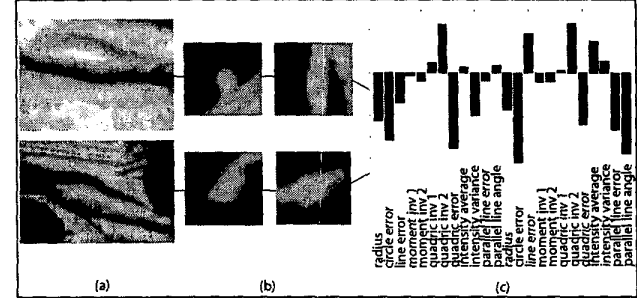 radius
circle error
line error
moment inv 1
moment inv 2
quadric inv 1
quadric inv 2
quadric error
intensity average
intensity variance
parallel line error
parallel line angle
radius
circle error
line error
moment inv 1
moment inv 2
quadric inv 1
quadric inv 2
quadric error
intensity average
intensity variance
parallel line error
parallel line angle
(a)
(b)
(c)